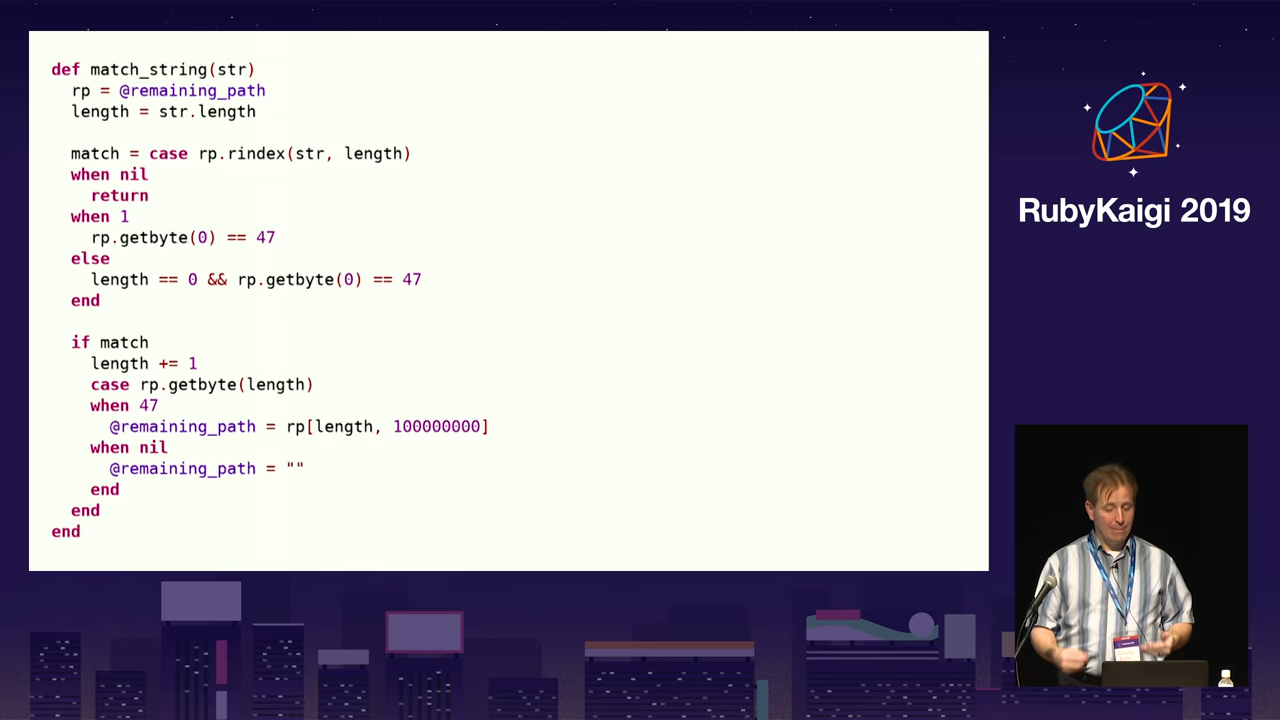 def match_string(str)
  rp = @remaining_path
  length = str.length

  match = case rp.rindex(str, length)
  when nil
    return
  when 1
    rp.getbyte(0) == 47
  else
    length == 0 && rp.getbyte(0) == 47
  end

  if match
    length += 1
    case rp.getbyte(length)
    when 47
      @remaining_path = rp[length, 100000000]
    when nil
      @remaining_path = ""
    end
  end
end
RubyKaigi 2019